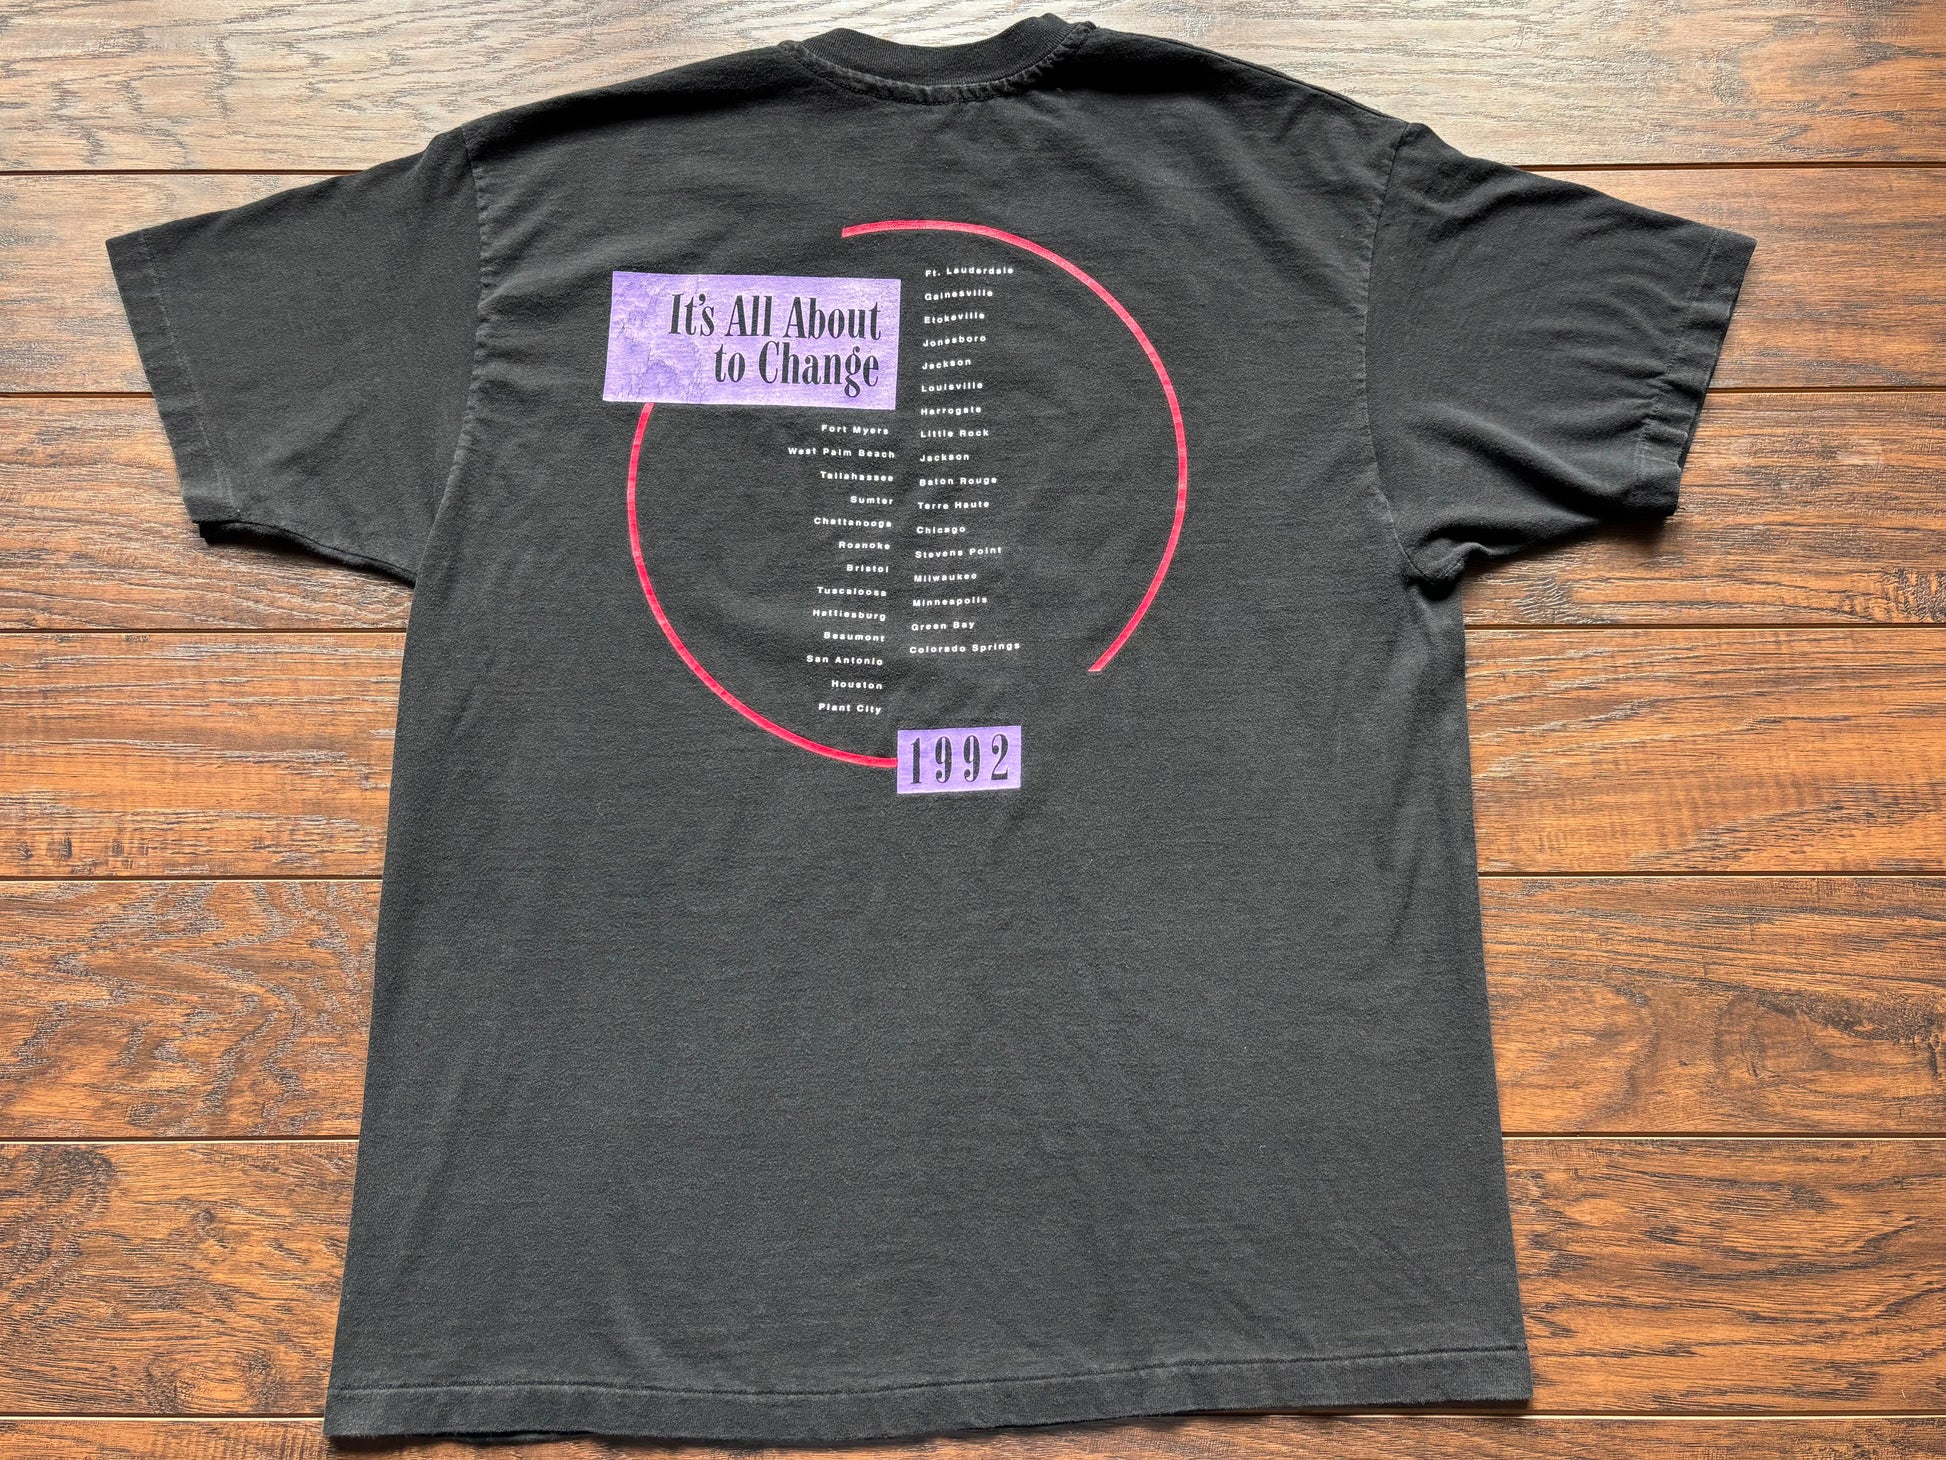 It's All About
to Change
Fort Myers
West Palm Beach
Tallahassee
Sumter
Chattanooga
Roanoke
Bristol
Tuscaloosa
Hattiesburg
Beaumont
San Antonio
Houston
Plant City
Ft. Lauderdale
Gainesville
Etokeville
Jonesboro
Jackson
Louisville
Harrogate
Little Rock
Jackson
Baton Rouge
Terre Haute
Chicago
Stevens Point
Milwaukee
Minneapolis
Green Bay
Colorado Springs
1992